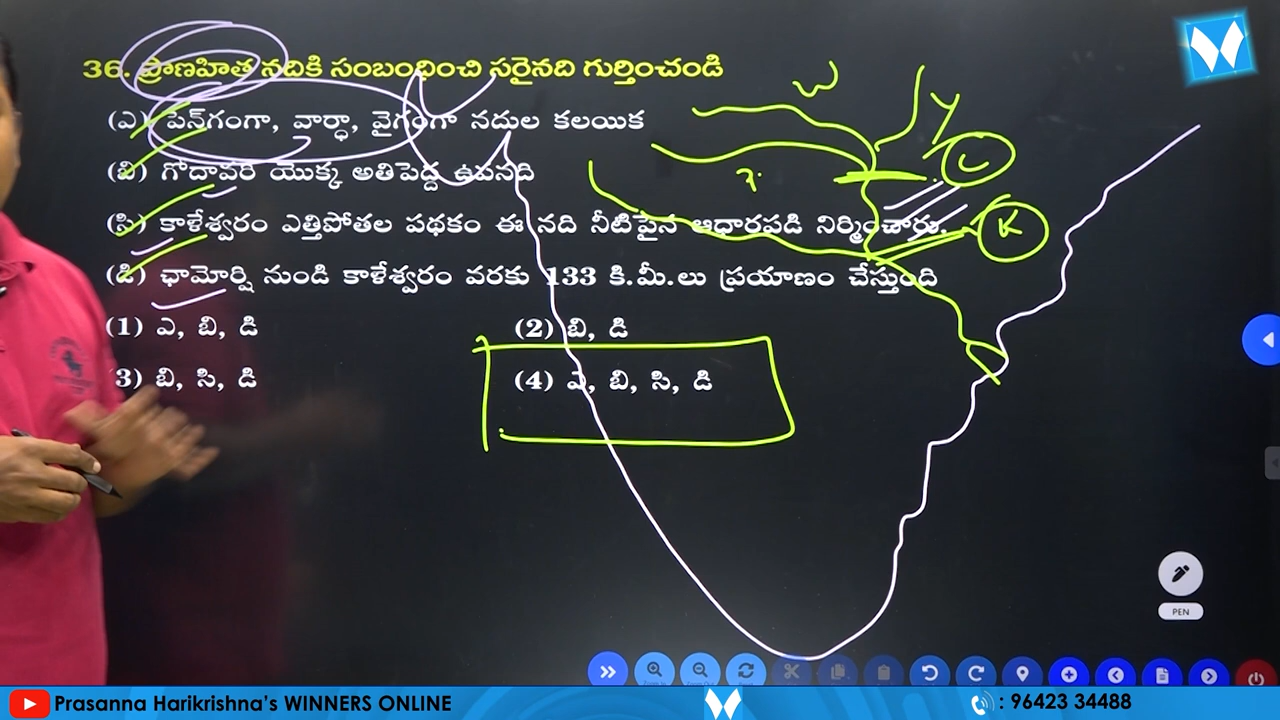 36. ప్రాణహిత నదికి సంబంధించి సరైనది గుర్తించండి
(ఎ) పెన్‌గంగా, వార్ధా, వైగంగా నదుల కలయిక
(బి) గోదావరి యొక్క అతిపెద్ద ఉపనది
(సి) కాళేశ్వరం ఎత్తిపోతల పథకం ఈ నది నీటిపైన ఆధారపడి నిర్మించారు.
(డి) ఛామోర్షి నుండి కాళేశ్వరం వరకు 133 కి.మీ.లు ప్రయాణం చేస్తుంది
(1) ఎ, బి, డి (2) బి, డి
(3) బి, సి, డి (4) ఎ, బి, సి, డి
W
K
PEN
Prasanna Harikrishna's WINNERS ONLINE : 96423 34488